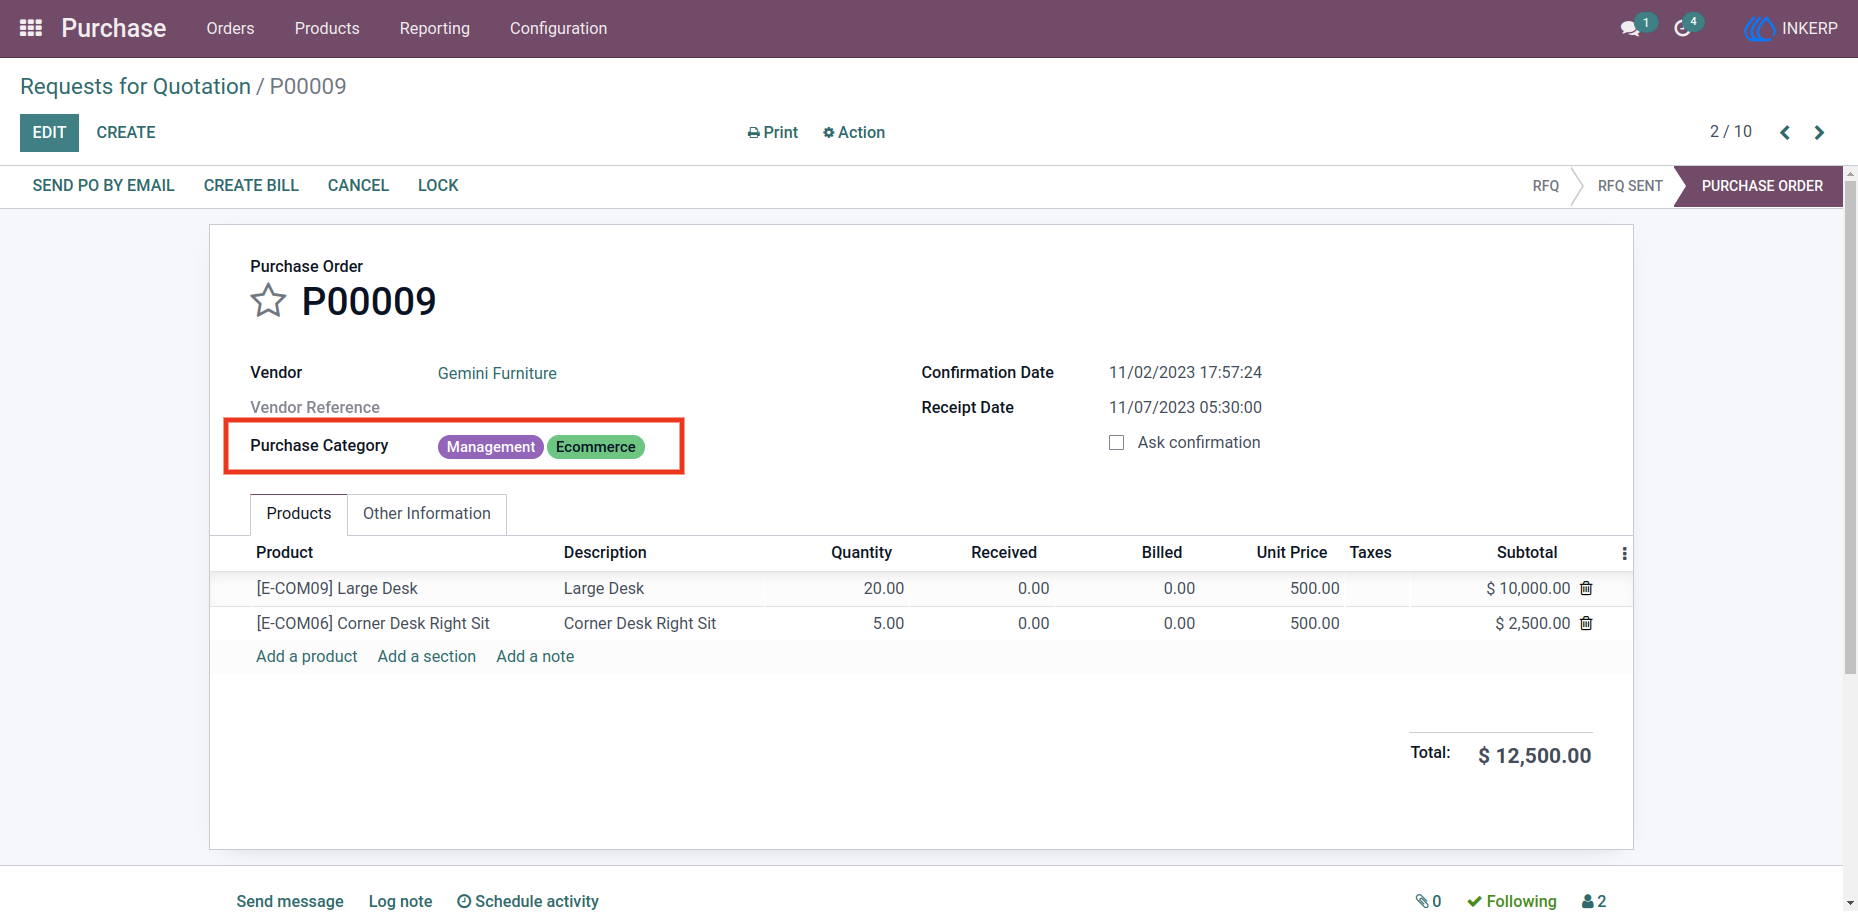 Purchase Orders Products Reporting Configuration 1 4 INKERP
Requests for Quotation / P00009
EDIT CREATE Print Action 2 / 10
SEND PO BY EMAIL CREATE BILL CANCEL LOCK RFQ RFQ SENT PURCHASE ORDER
Purchase Order
P00009
Vendor Gemini Furniture Confirmation Date 11/02/2023 17:57:24
Vendor Reference Receipt Date 11/07/2023 05:30:00
Purchase Category Management Ecommerce Ask confirmation
Products Other Information
Product Description Quantity Received Billed Unit Price Taxes Subtotal
[E-COM09] Large Desk Large Desk 20.00 0.00 0.00 500.00 $ 10,000.00
[E-COM06] Corner Desk Right Sit Corner Desk Right Sit 5.00 0.00 0.00 500.00 $ 2,500.00
Add a product Add a section Add a note
Total: $ 12,500.00
Send message Log note Schedule activity 0 Following 2